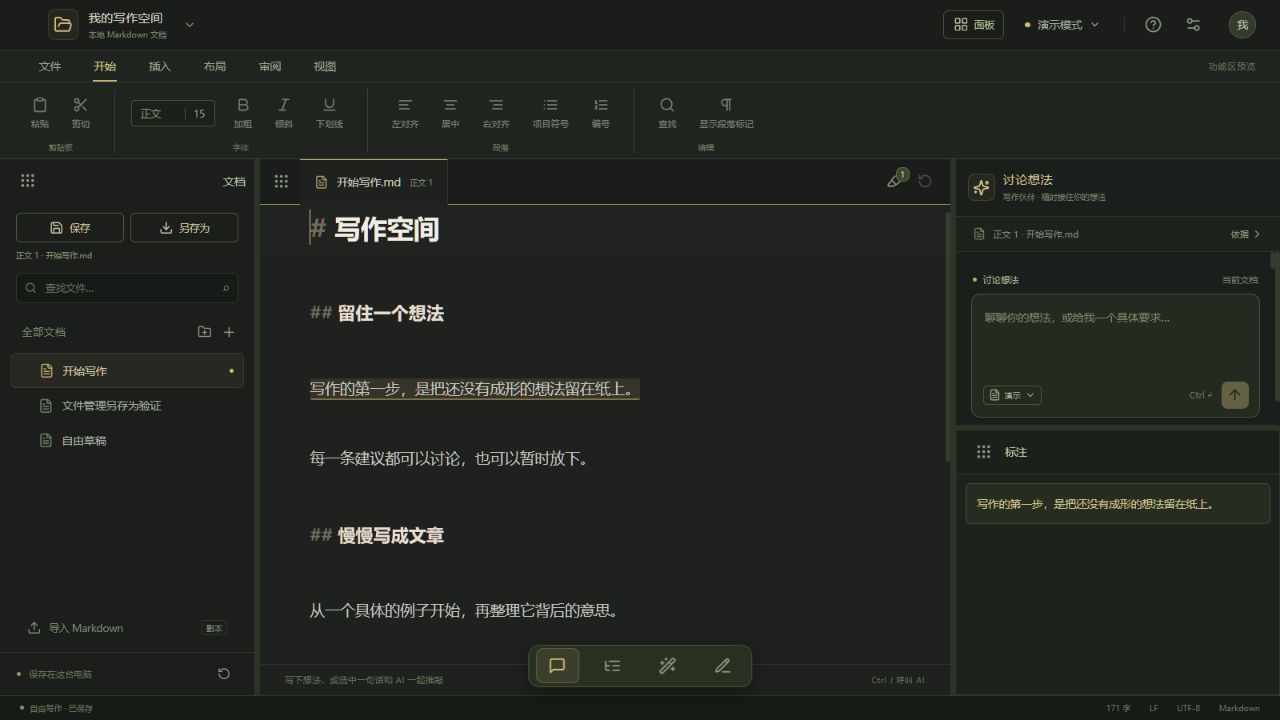 我的写作空间
本地 Markdown 文档
面板
演示模式
我
文件 开始 插入 布局 审阅 视图
功能区预览
粘贴 剪切
正文 15
加粗 倾斜 下划线
左对齐 居中 右对齐 项目符号 编号
查找 显示段落标记
剪贴板 字体 段落 编辑
文档
保存 另存为
正文 1 · 开始写作.md
查找文件...
全部文档
开始写作
文件管理另存为验证
自由草稿
导入 Markdown 副本
保存在这台电脑
开始写作.md 正文 1
1
# 写作空间
## 留住一个想法
写作的第一步，是把还没有成形的想法留在纸上。
每一条建议都可以讨论，也可以暂时放下。
## 慢慢写成文章
从一个具体的例子开始，再整理它背后的意思。
写下想法，或选中一句话和 AI 一起推敲
Ctrl J 呼叫 AI
讨论想法
写作伙伴 · 随时接住你的想法
正文 1 · 开始写作.md 依据
讨论想法 当前文档
聊聊你的想法，或给我一个具体要求...
演示 Ctrl ↵
标注
写作的第一步，是把还没有成形的想法留在纸上。
自由写作 · 已保存
171 字 LF UTF-8 Markdown